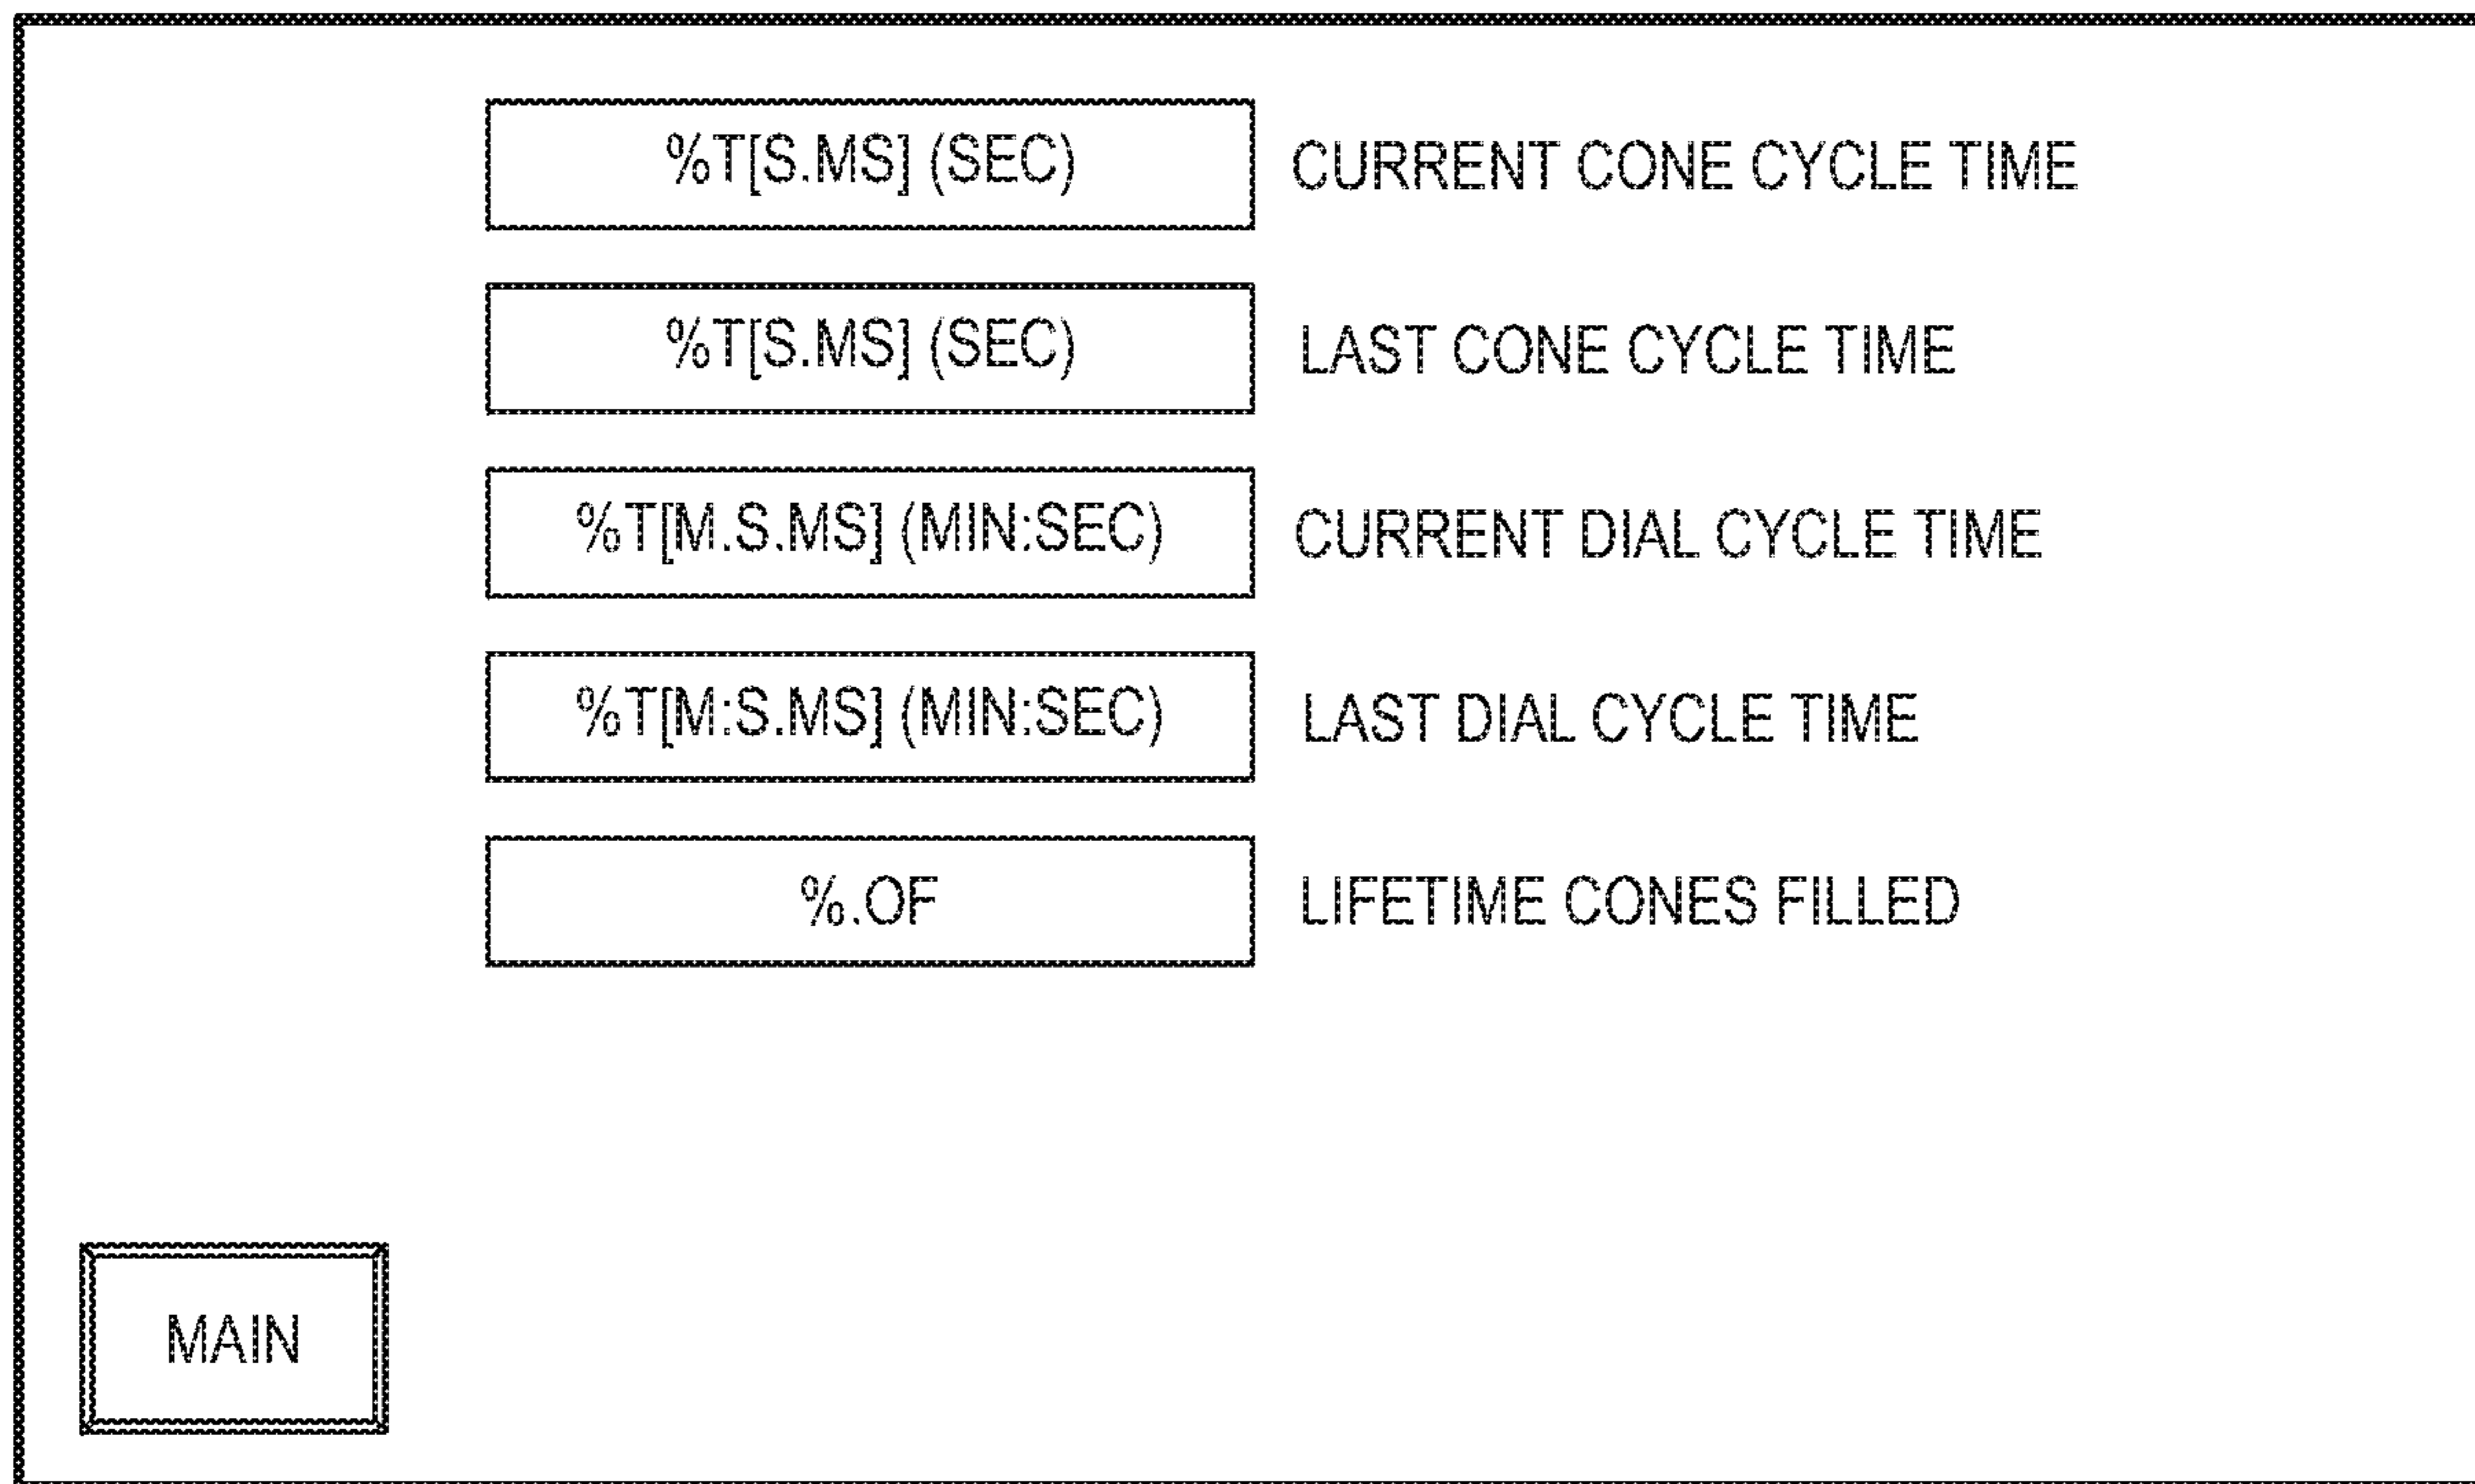 %T[S.MS] (SEC) CURRENT CONE CYCLE TIME
%T[S.MS] (SEC) LAST CONE CYCLE TIME
%T[M.S.MS] (MIN:SEC) CURRENT DIAL CYCLE TIME
%T[M:S.MS] (MIN:SEC) LAST DIAL CYCLE TIME
%.OF LIFETIME CONES FILLED
MAIN